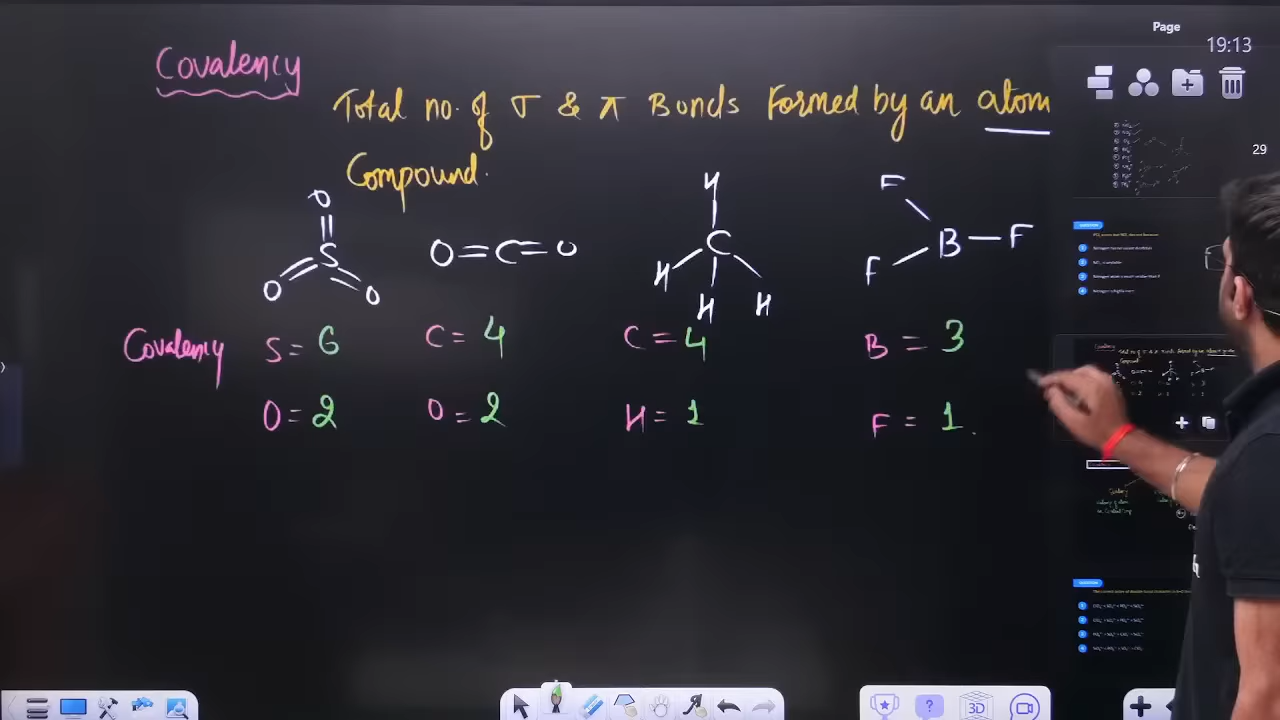 Page
19:13
29
Covalency
Total no. of σ & π Bonds Formed by an atom
Compound.
O
S
O O
O=C=O
H
C
H H H
F
B—F
F
Covalency S = 6 C = 4 C = 4 B = 3
O = 2 O = 2 H = 1 F = 1.
3D
?